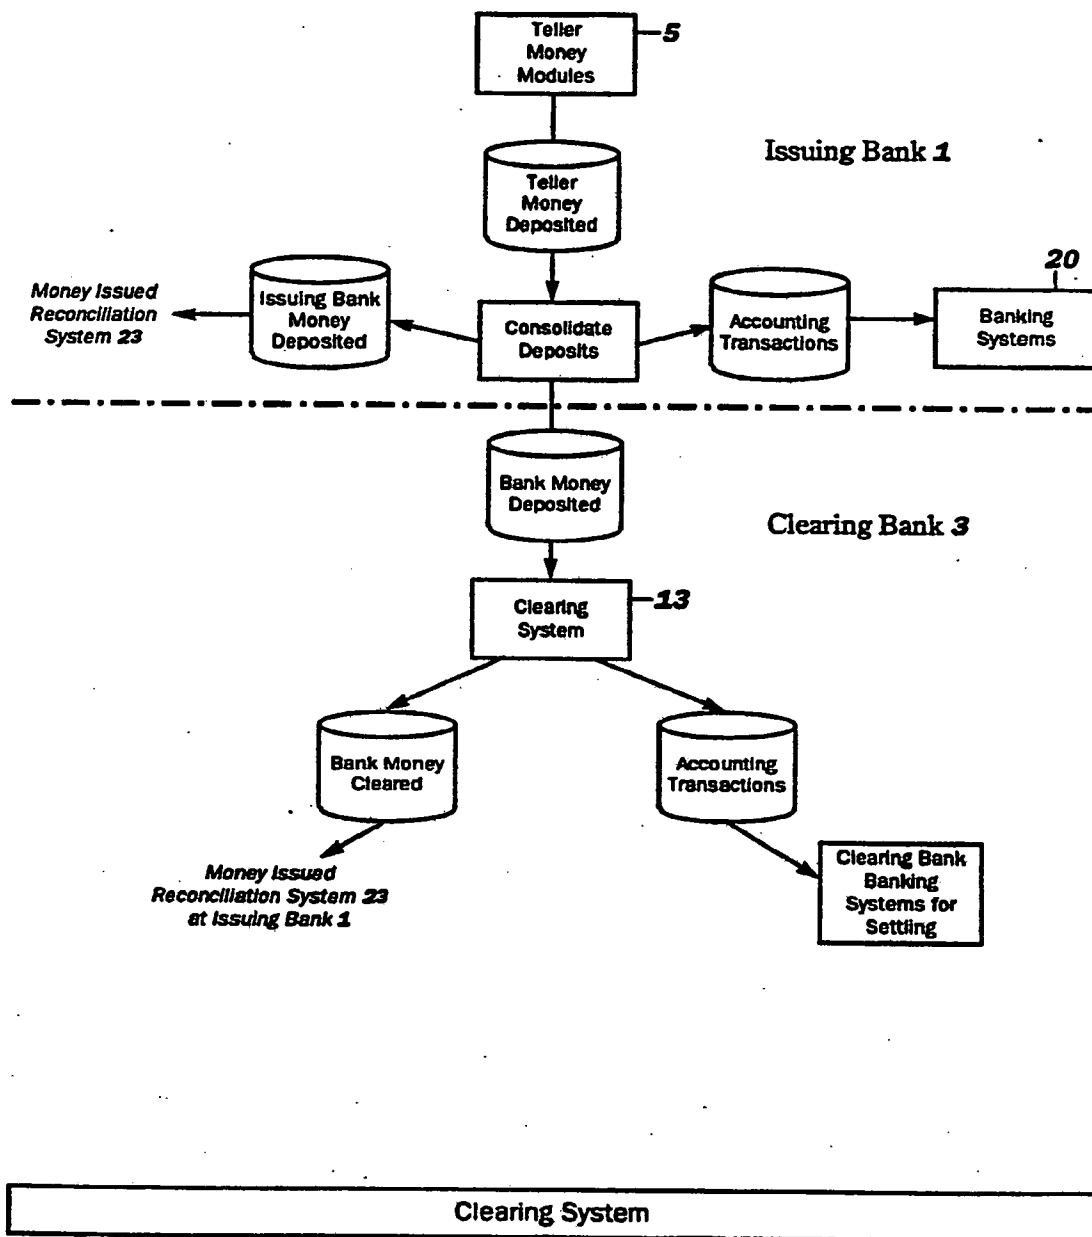 Teller
Money
Modules
5
Issuing Bank 1
Teller
Money
Deposited
20
Money Issued
Reconciliation
System 23
Issuing Bank
Money
Deposited
Consolidate
Deposits
Accounting
Transactions
Banking
Systems
Bank Money
Deposited
Clearing Bank 3
Clearing
System
13
Bank Money
Cleared
Accounting
Transactions
Money Issued
Reconciliation System 23
at Issuing Bank 1
Clearing Bank
Banking
Systems for
Settling
Clearing System